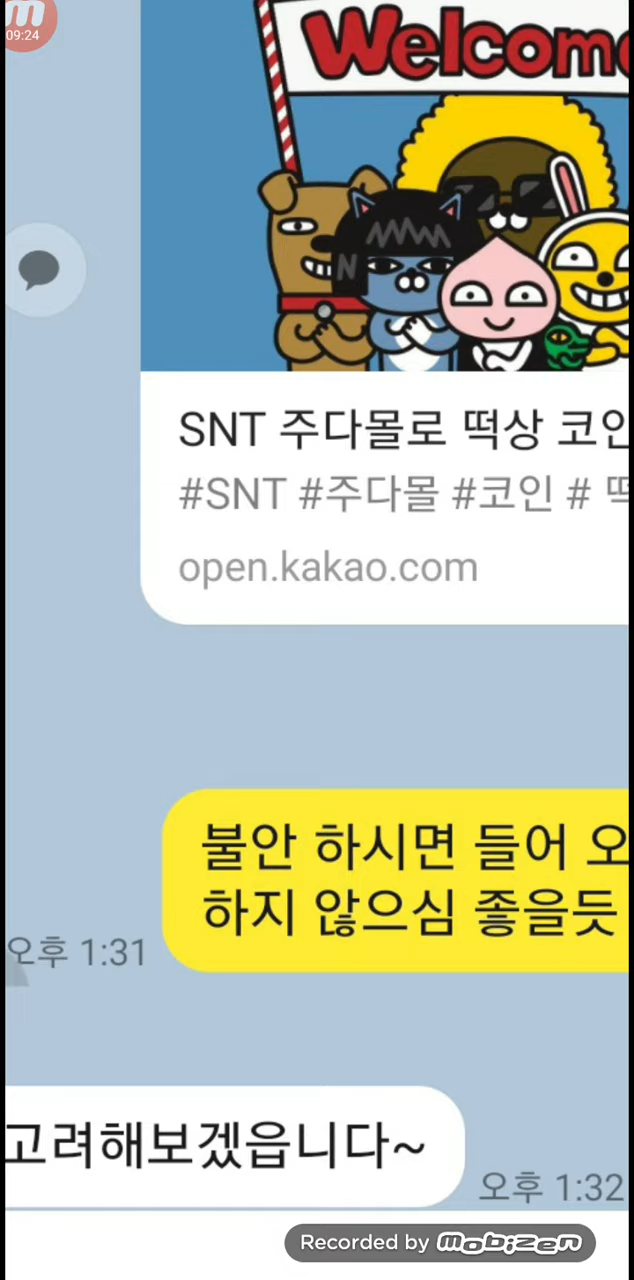 09:24
Welcome
SNT 주다몰로 떡상 코인
#SNT #주다몰 #코인 # 떡
open.kakao.com
불안 하시면 들어 오
하지 않으심 좋을듯
오후 1:31
고려해보겠읍니다~
오후 1:32
Recorded by mobizen